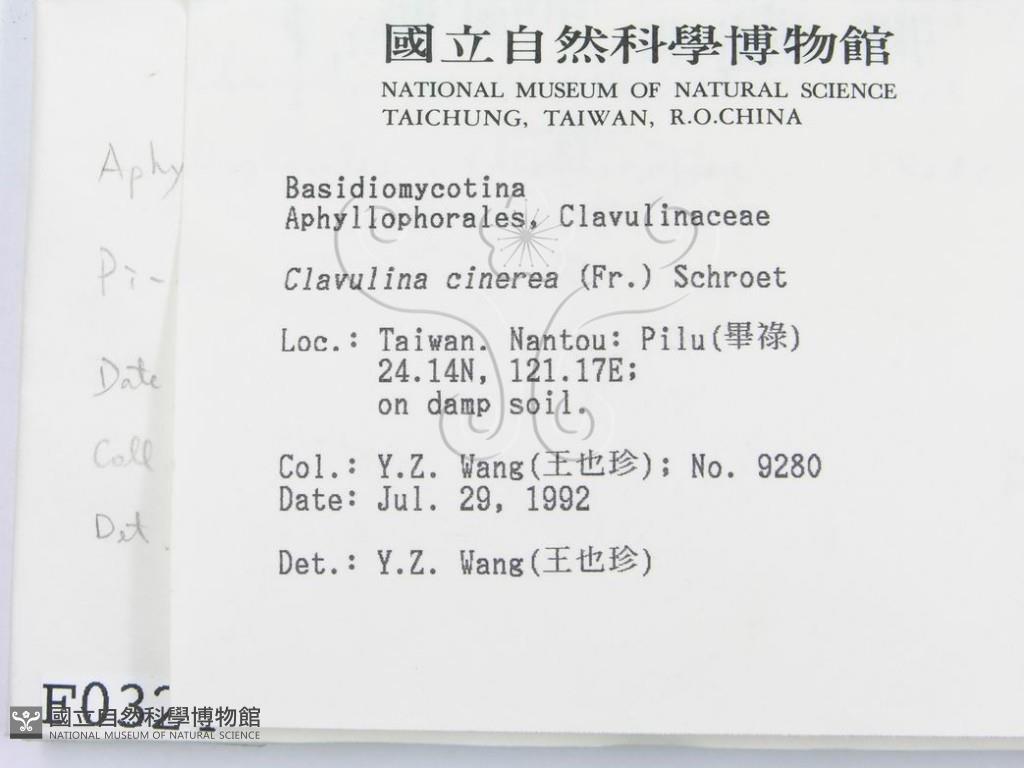 國立自然科學博物館
NATIONAL MUSEUM OF NATURAL SCIENCE
TAICHUNG, TAIWAN, R.O.CHINA
Basidiomycotina
Aphyllophorales, Clavulinaceae
Clavulina cinerea (Fr.) Schroet
Loc.: Taiwan. Nantou: Pilu(畢祿)
24.14N, 121.17E;
on damp soil.
Col.: Y.Z. Wang(王也珍); No. 9280
Date: Jul. 29, 1992
Det.: Y.Z. Wang(王也珍)
Aphy
Pi-
Date
Coll
Det
F032
國立自然科學博物館
NATIONAL MUSEUM OF NATURAL SCIENCE